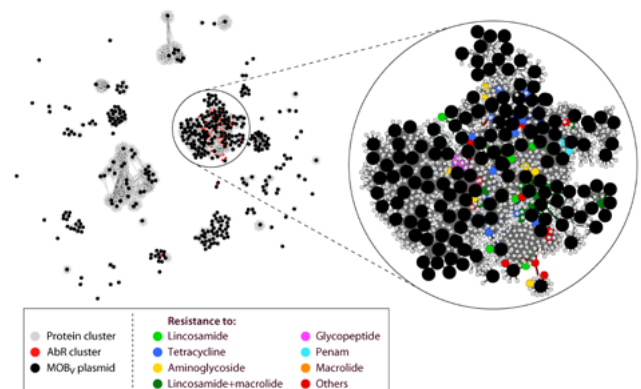 Protein cluster
AbR cluster
MOBV plasmid
Resistance to:
Lincosamide
Tetracycline
Aminoglycoside
Lincosamide+macrolide
Glycopeptide
Penam
Macrolide
Others